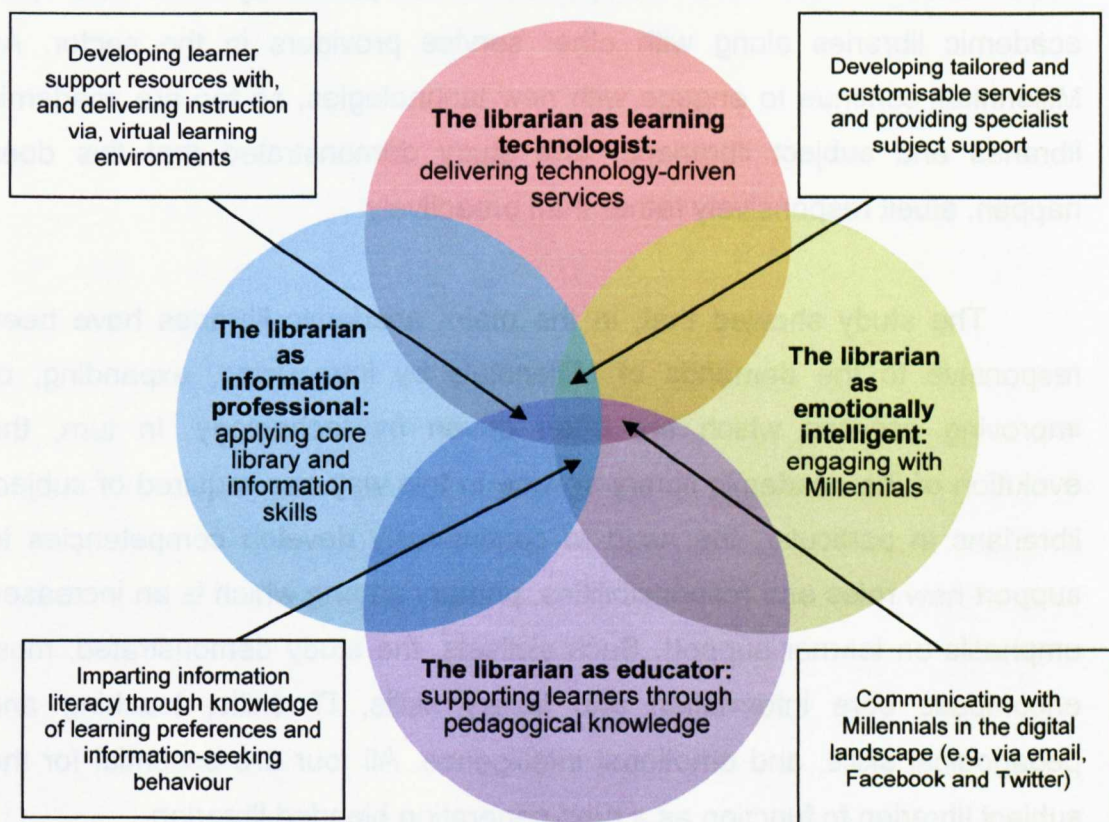 Developing learner
support resources with,
and delivering instruction
via, virtual learning
environments
Developing tailored and
customisable services
and providing specialist
subject support
The librarian as learning
technologist:
delivering technology-driven
services
The librarian
as
information
professional:
applying core
library and
information
skills
The librarian
as
emotionally
intelligent:
engaging with
Millennials
The librarian as educator:
supporting learners through
pedagogical knowledge
Imparting information
literacy through knowledge
of learning preferences and
information-seeking
behaviour
Communicating with
Millennials in the digital
landscape (e.g. via email,
Facebook and Twitter)